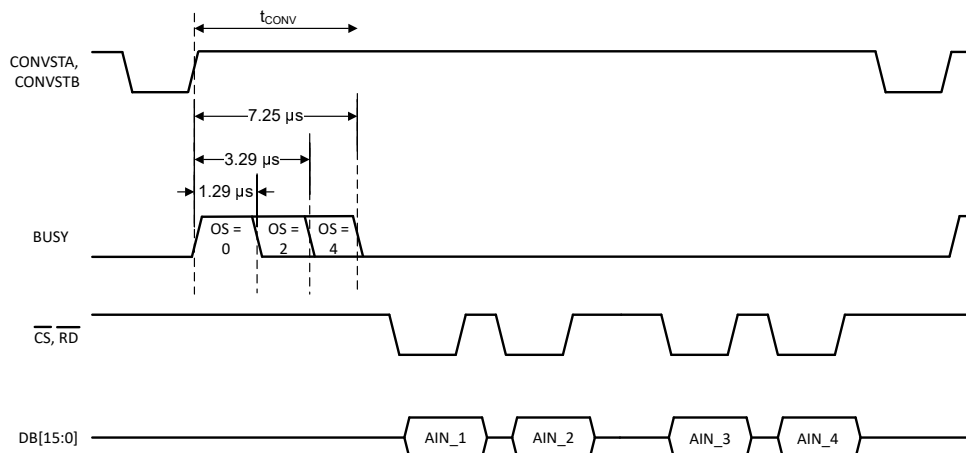 tCONV
CONVSTA,
CONVSTB
7.25 µs
3.29 µs
1.29 µs
BUSY
OS =
0
OS =
2
OS =
4
CS, RD
DB[15:0]
AIN_1
AIN_2
AIN_3
AIN_4